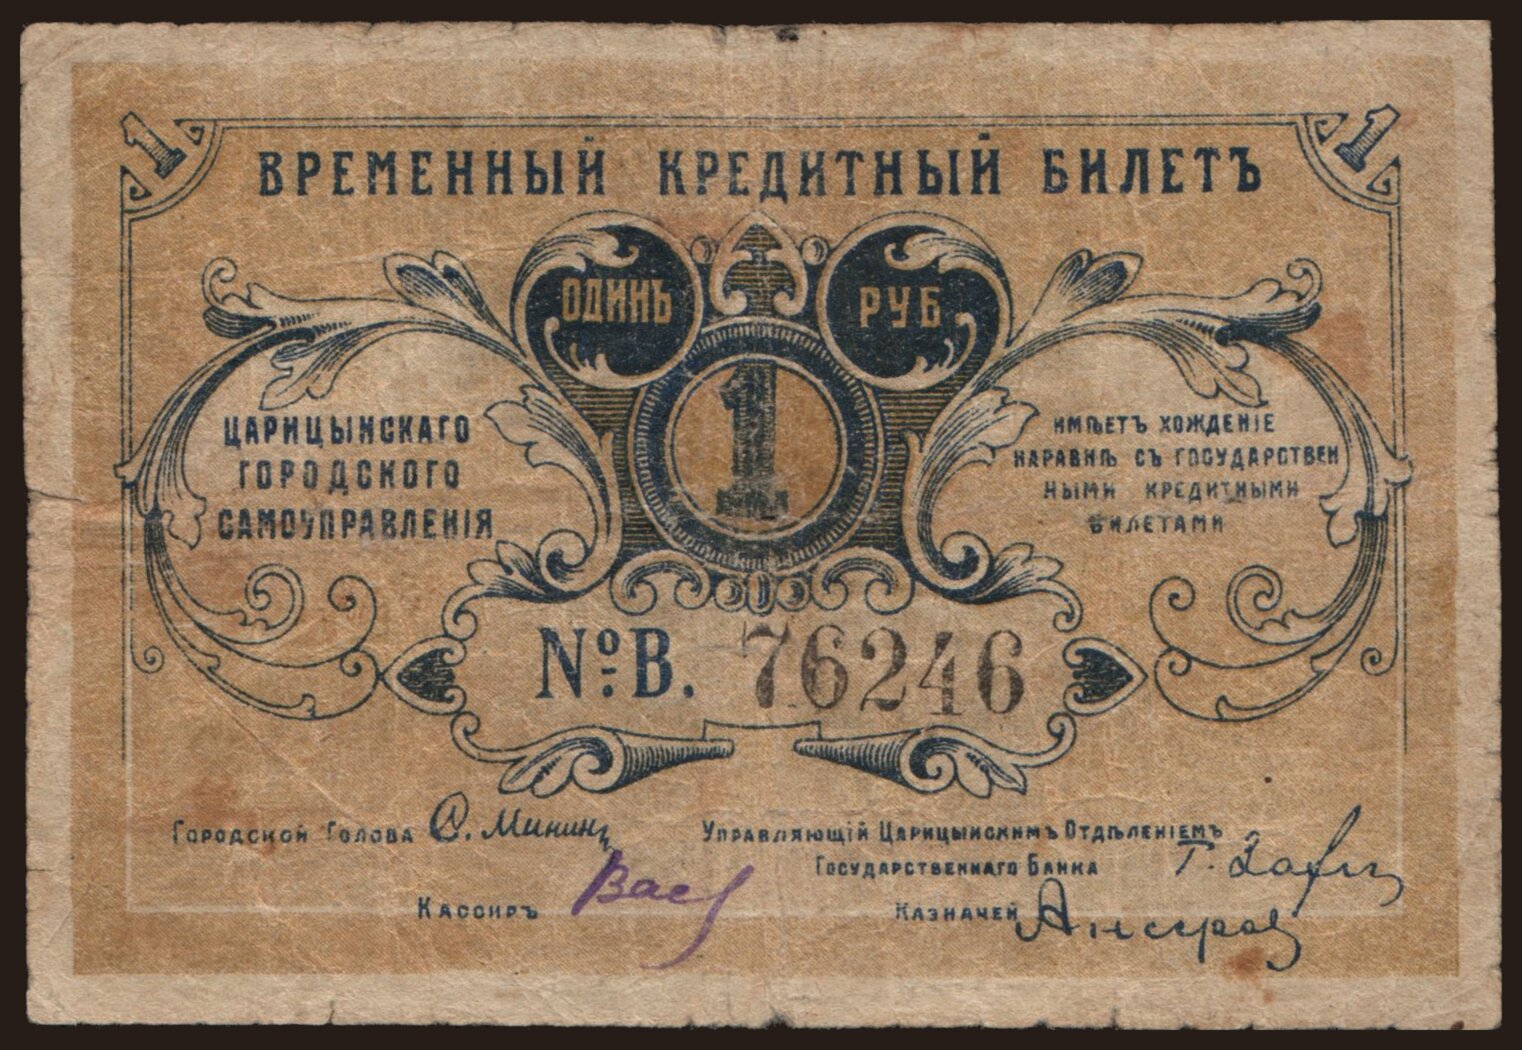 1 1
ВРЕМЕННЫЙ КРЕДИТНЫЙ БИЛЕТЪ
ОДИНЪ РУБ.
1
ЦАРИЦЫНСКАГО
ГОРОДСКОГО
САМОУПРАВЛЕНІЯ
ИМѢЕТЪ ХОЖДЕНІЕ
НАРАВНѢ СЪ ГОСУДАРСТВЕН
НЫМИ КРЕДИТНЫМИ
БИЛЕТАМИ
№ В. 76246
Городской Голова С. Мининъ
Управляющій Царицынскимъ Отдѣленіемъ
Государственнаго Банка
Кассиръ
Казначей